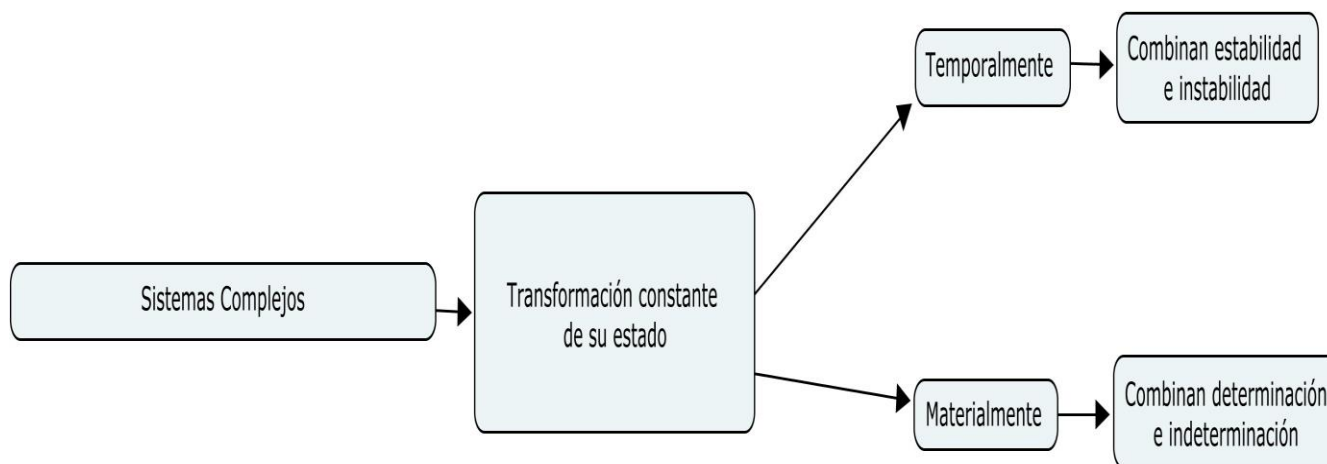 Sistemas Complejos
Transformación constante
de su estado
Temporalmente
Combinan estabilidad
e instabilidad
Materialmente
Combinan determinación
e indeterminación